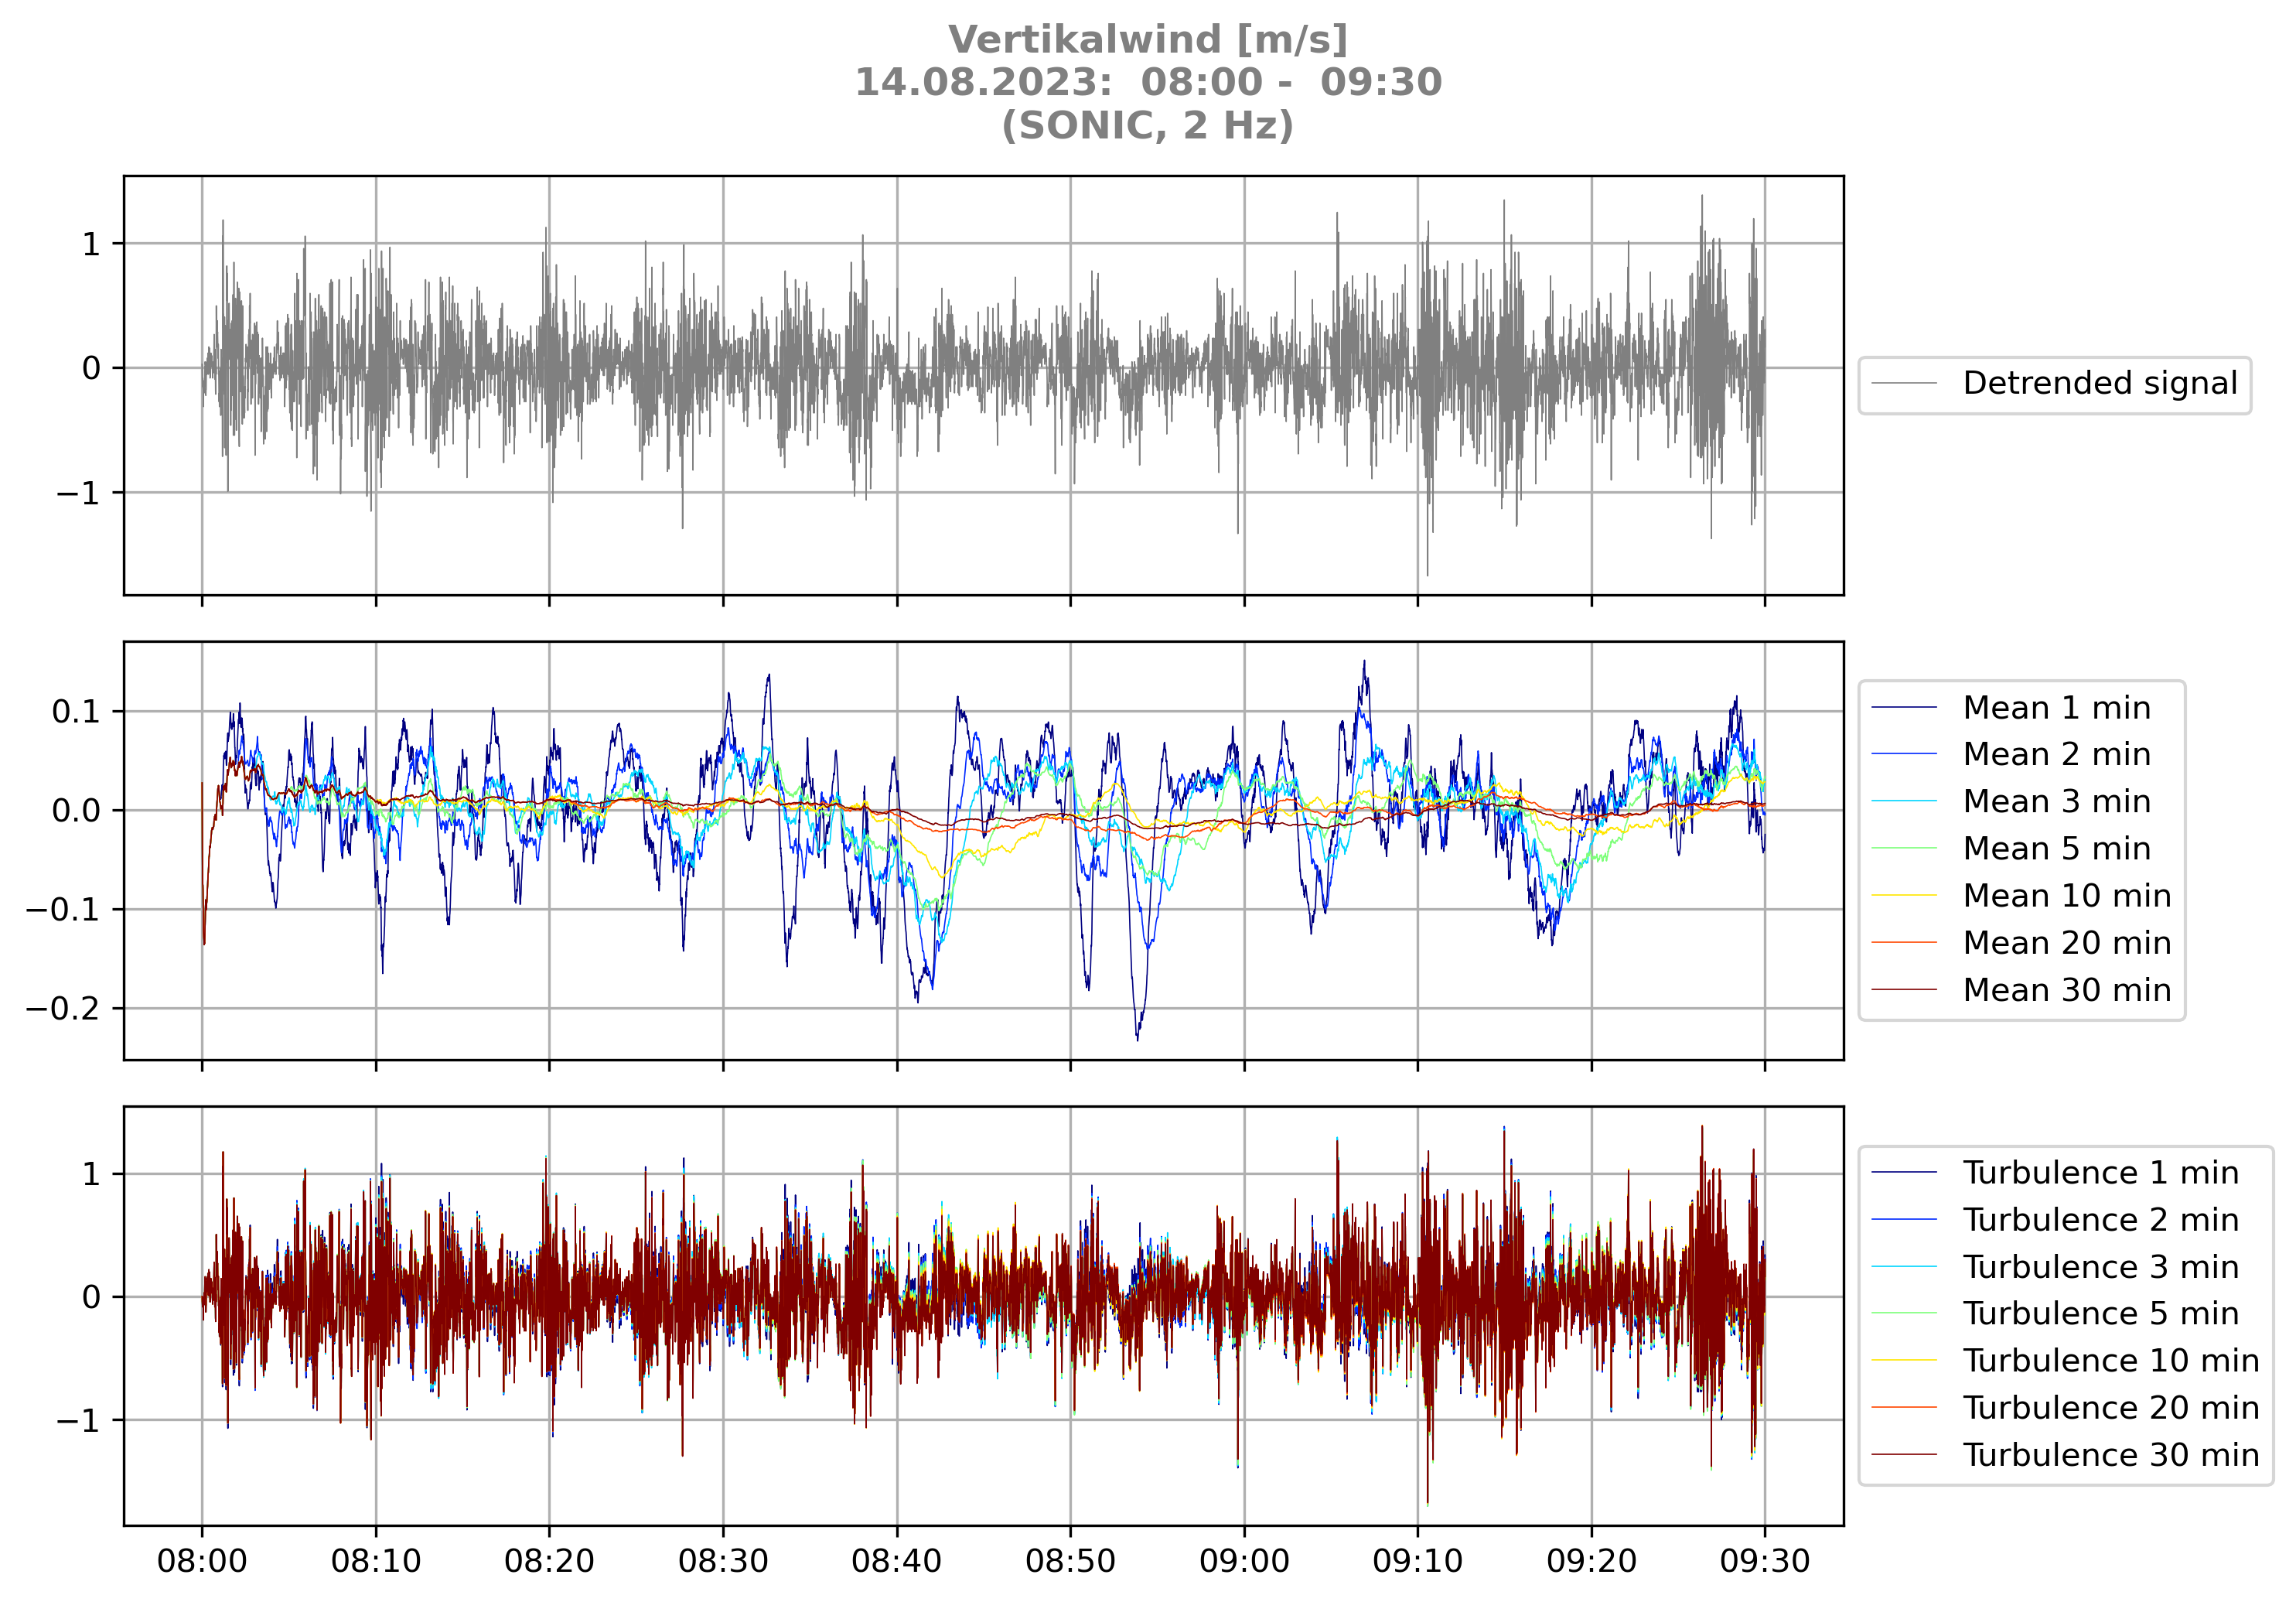 Vertikalwind [m/s]
14.08.2023:  08:00 -  09:30
(SONIC, 2 Hz)
1
0
−1
Detrended signal
0.1
0.0
−0.1
−0.2
Mean 1 min
Mean 2 min
Mean 3 min
Mean 5 min
Mean 10 min
Mean 20 min
Mean 30 min
1
0
−1
Turbulence 1 min
Turbulence 2 min
Turbulence 3 min
Turbulence 5 min
Turbulence 10 min
Turbulence 20 min
Turbulence 30 min
08:00 08:10 08:20 08:30 08:40 08:50 09:00 09:10 09:20 09:30